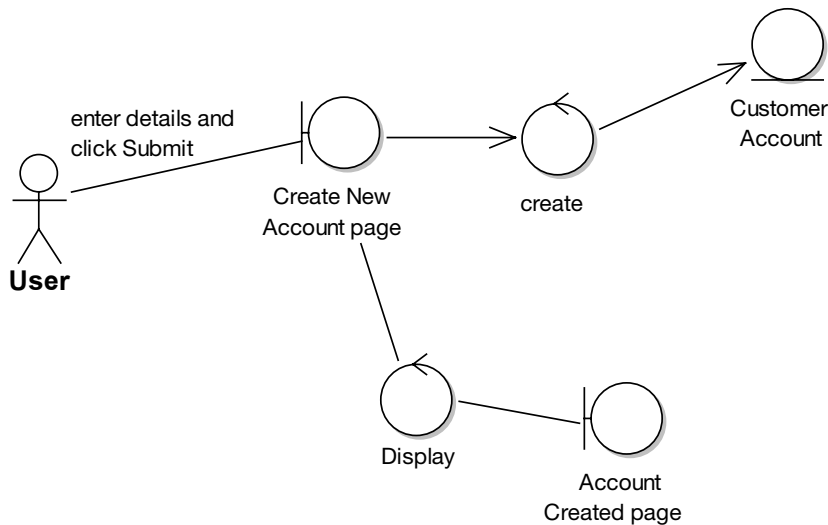 enter details and
click Submit
User
Create New
Account page
create
Customer
Account
Display
Account
Created page